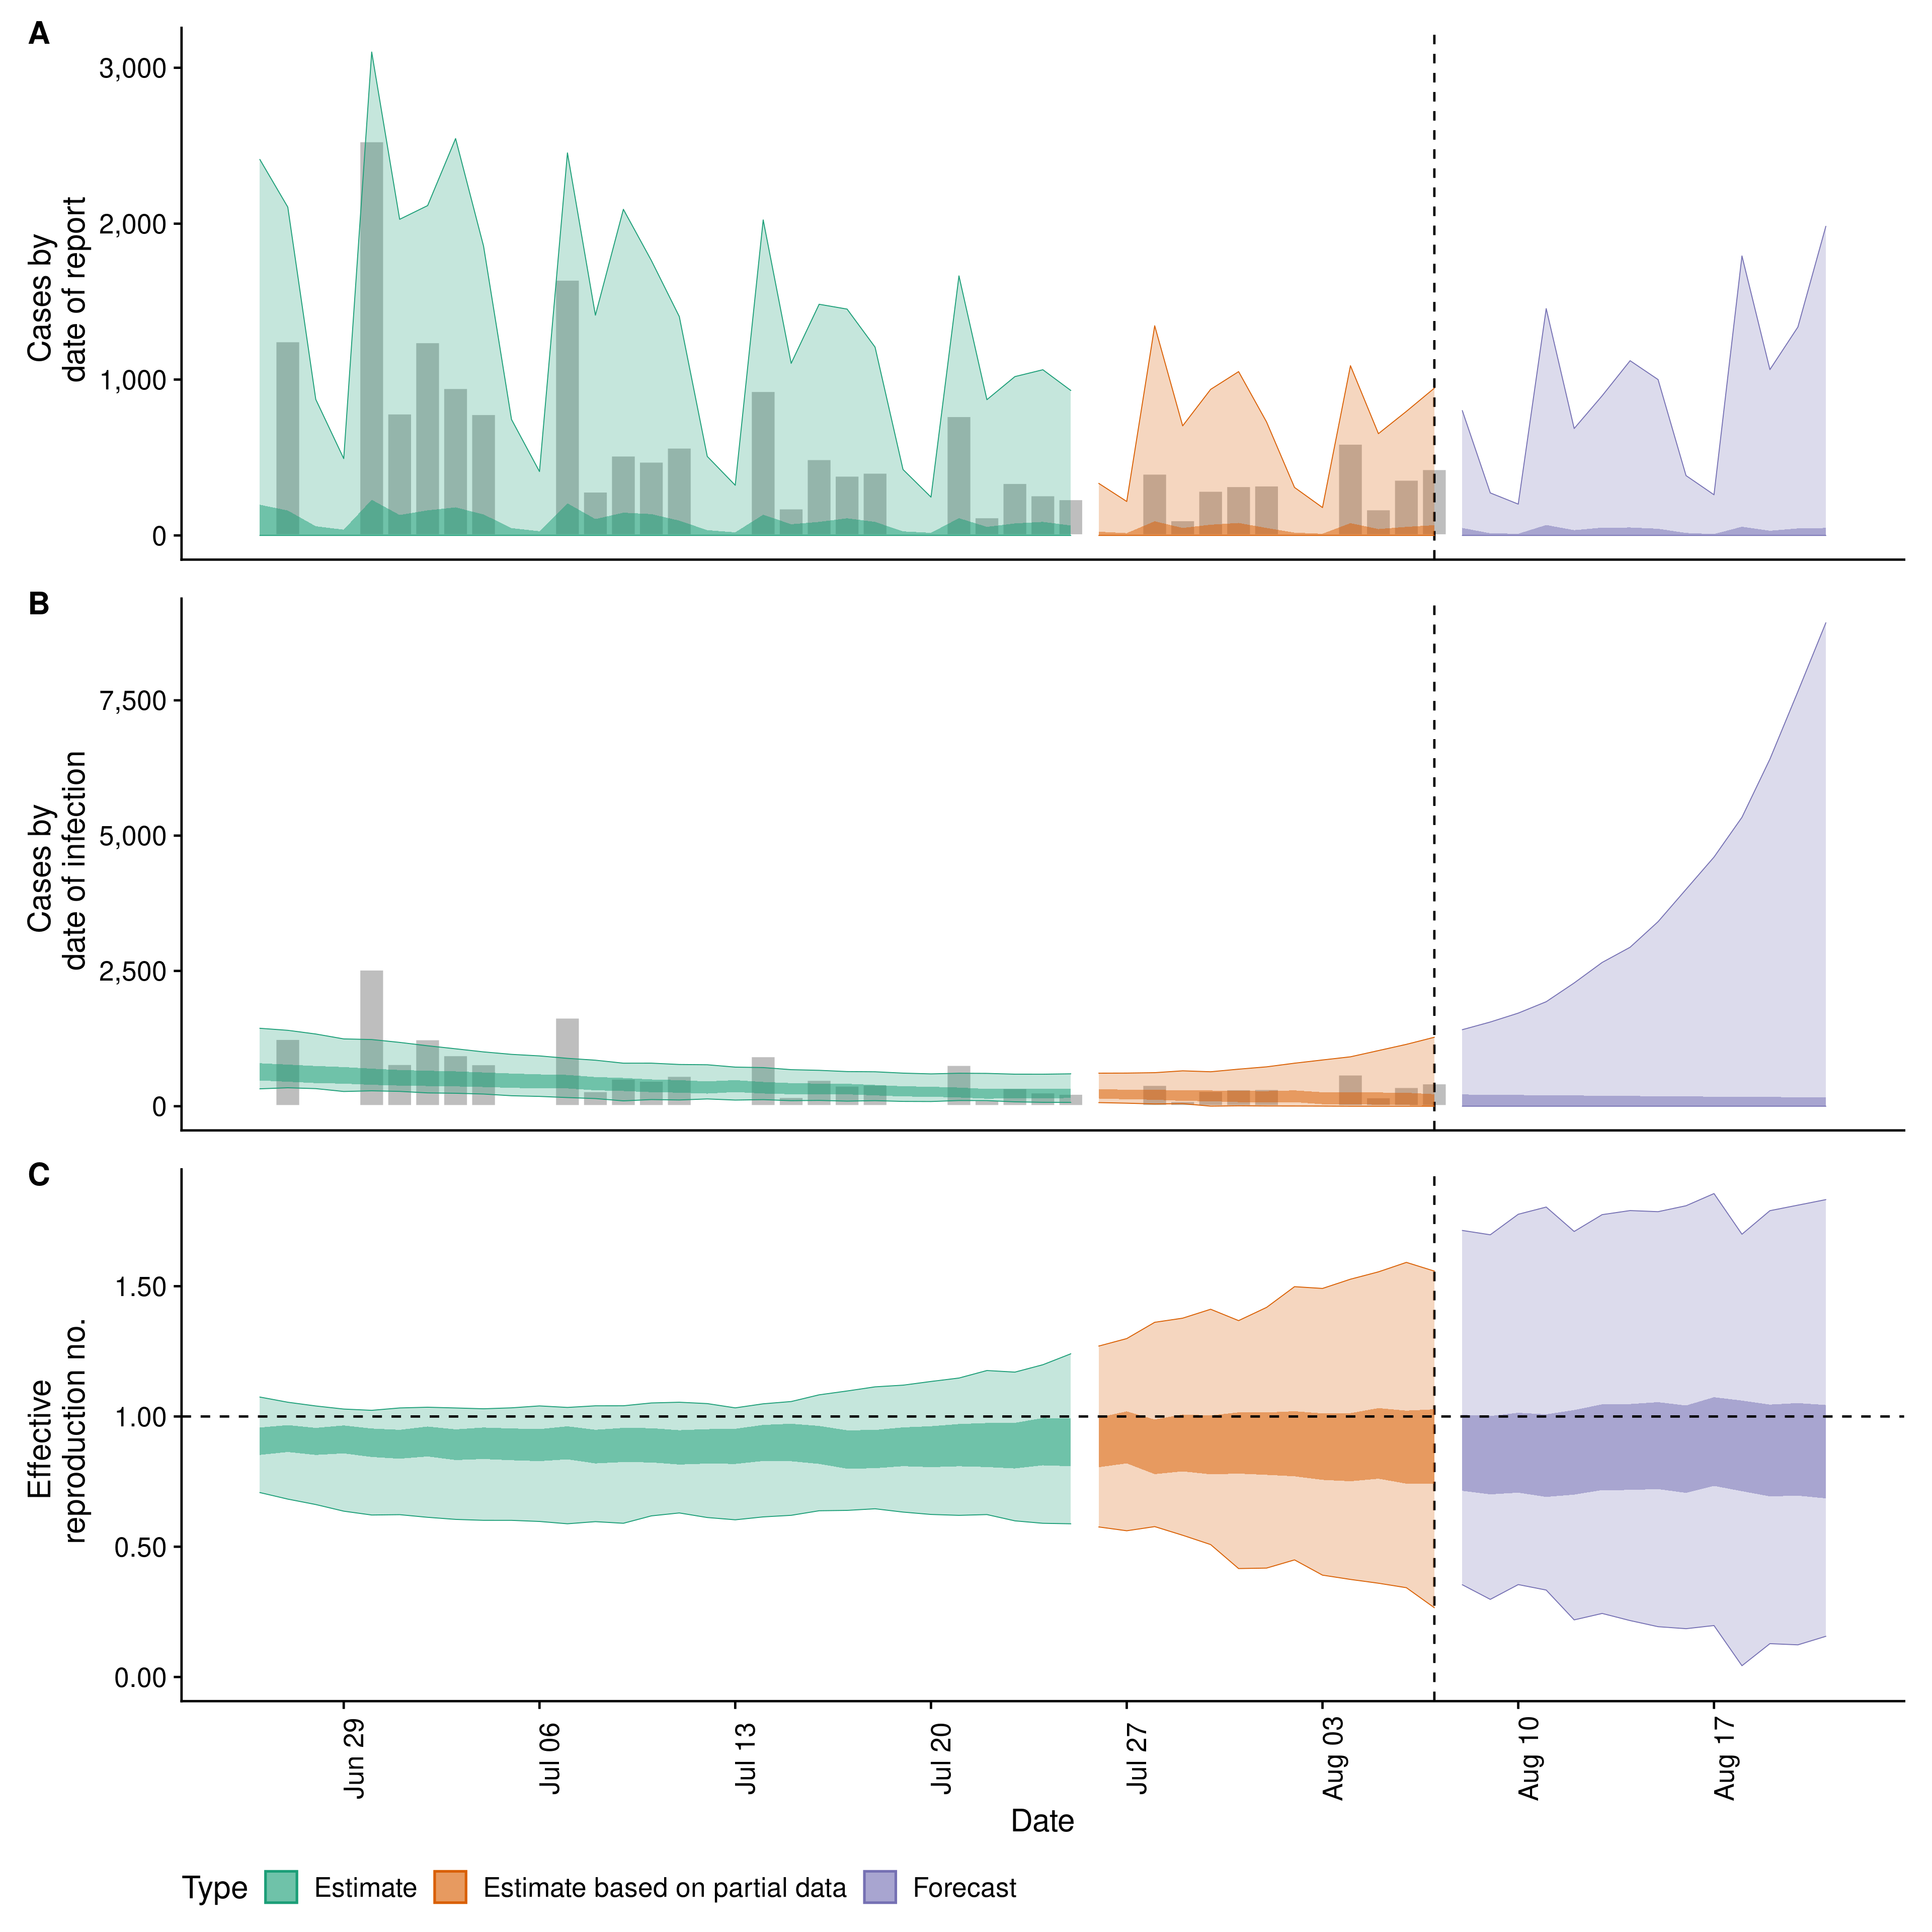 A
3,000
2,000
1,000
0
Cases by
date of report
B
7,500
5,000
2,500
0
Cases by
date of infection
C
1.50
1.00
0.50
0.00
Effective
reproduction no.
Jun 29
Jul 06
Jul 13
Jul 20
Jul 27
Aug 03
Aug 10
Aug 17
Date
Type Estimate Estimate based on partial data Forecast